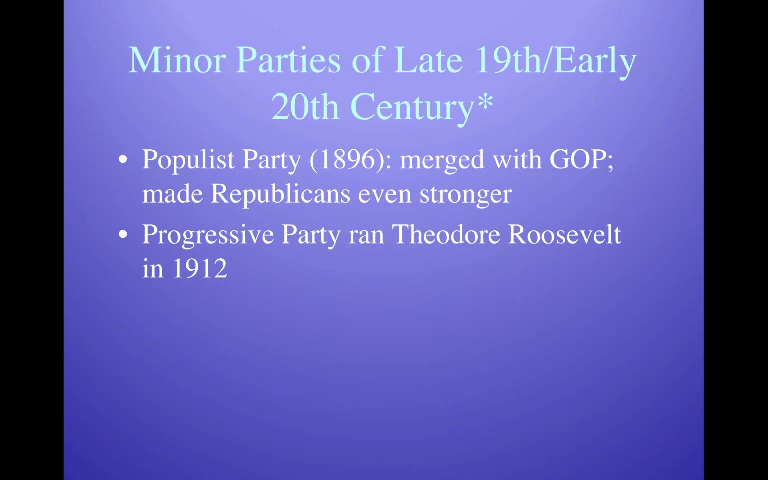 Minor Parties of Late 19th/Early
20th Century*
• Populist Party (1896): merged with GOP;
made Republicans even stronger
• Progressive Party ran Theodore Roosevelt
in 1912